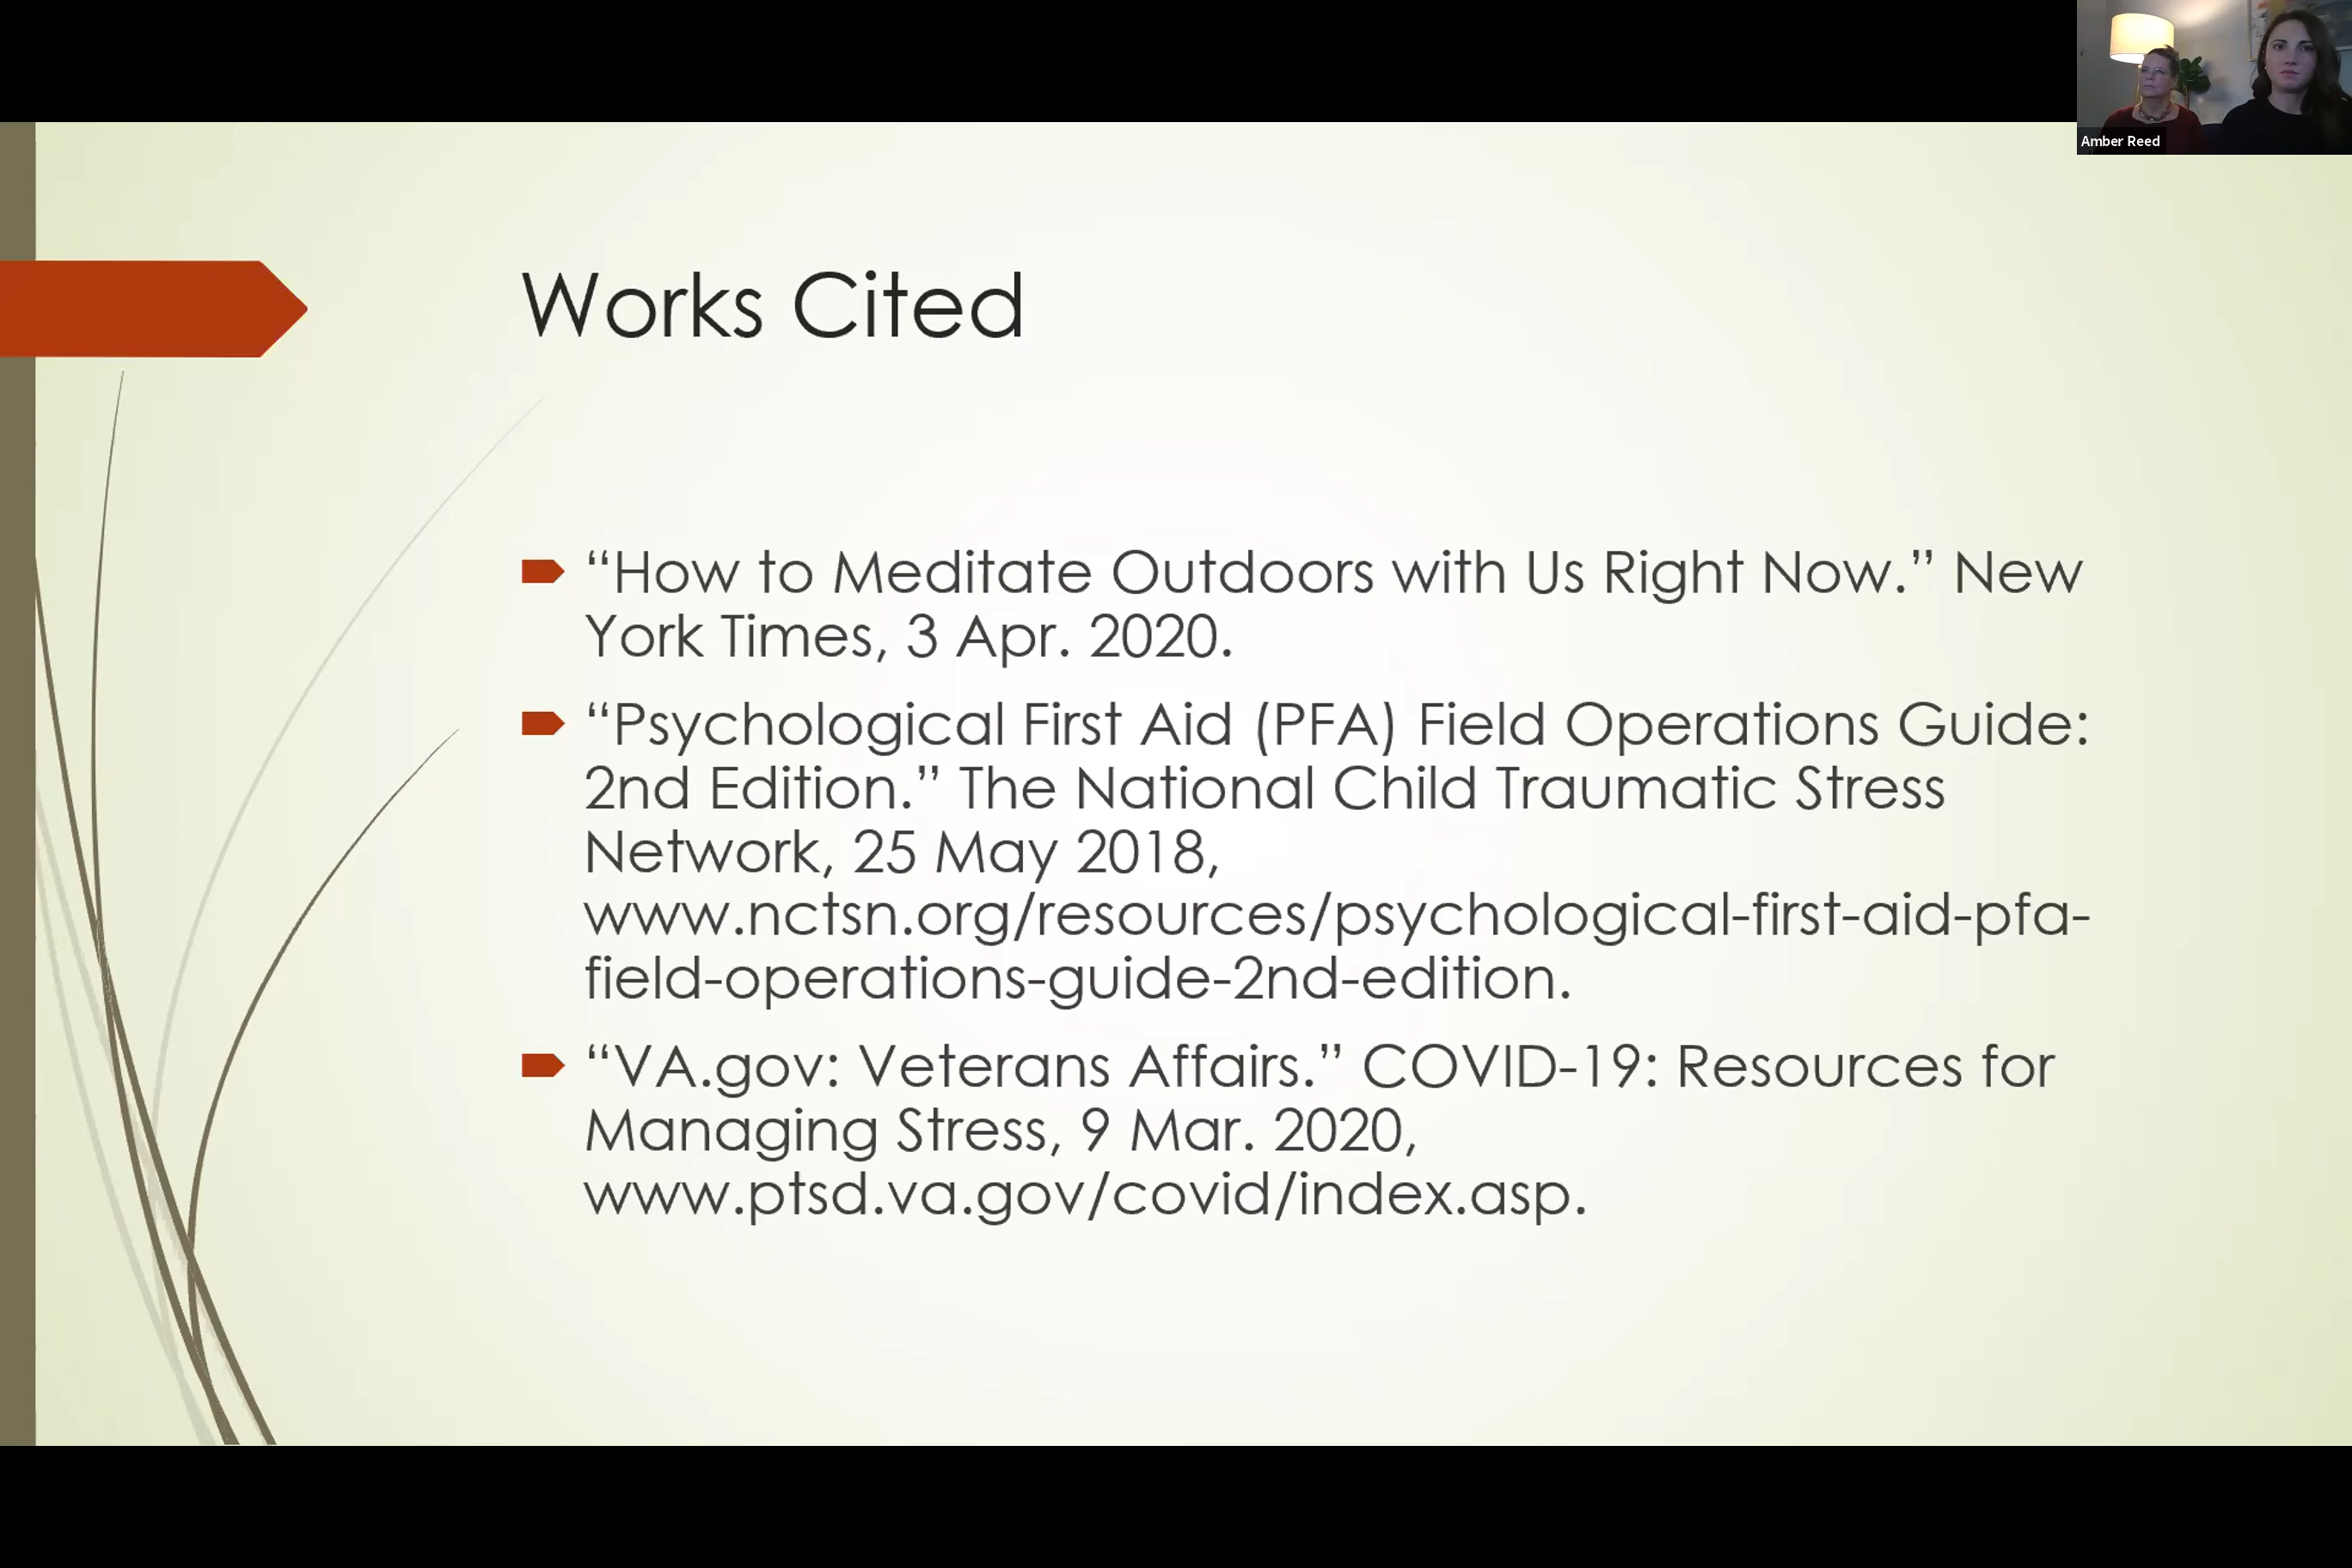 Amber Reed
Works Cited
“How to Meditate Outdoors with Us Right Now.” New
York Times, 3 Apr. 2020.
“Psychological First Aid (PFA) Field Operations Guide:
2nd Edition.” The National Child Traumatic Stress
Network, 25 May 2018,
www.nctsn.org/resources/psychological-first-aid-pfa-
field-operations-guide-2nd-edition.
“VA.gov: Veterans Affairs.” COVID-19: Resources for
Managing Stress, 9 Mar. 2020,
www.ptsd.va.gov/covid/index.asp.